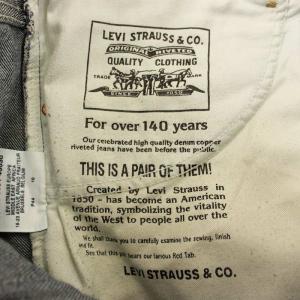 LEVI STRAUSS & CO.
ORIGINAL RIVETED
QUALITY CLOTHING
TRADE MARK
For over 140 years
Our celebrated high quality denim copper
riveted jeans have been before the public.
THIS IS A PAIR OF THEM!
Created by Levi Strauss in
1850 - has become an American
tradition, symbolizing the vitality
of the West to people all over the
world.
We shall thank you to carefully examine the sewing, finish
and fit.
See that this pair bears our famous Red Tab.
LEVI STRAUSS & CO.